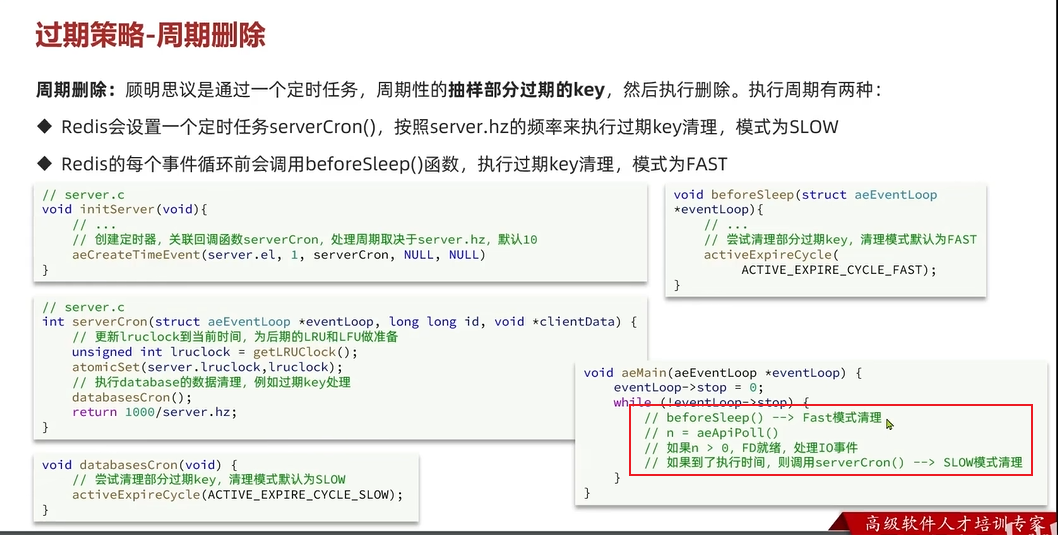 过期策略-周期删除
周期删除：顾明思议是通过一个定时任务，周期性的抽样部分过期的key，然后执行删除。执行周期有两种：
◆ Redis会设置一个定时任务serverCron()，按照server.hz的频率来执行过期key清理，模式为SLOW
◆ Redis的每个事件循环前会调用beforeSleep()函数，执行过期key清理，模式为FAST
// server.c
void initServer(void){
// ...
// 创建定时器，关联回调函数serverCron，处理周期取决于server.hz，默认10
aeCreateTimeEvent(server.el, 1, serverCron, NULL, NULL)
}
void beforeSleep(struct aeEventLoop
*eventLoop){
// ...
// 尝试清理部分过期key，清理模式默认为FAST
activeExpireCycle(
ACTIVE_EXPIRE_CYCLE_FAST);
}
// server.c
int serverCron(struct aeEventLoop *eventLoop, long long id, void *clientData) {
// 更新lruclock到当前时间，为后期的LRU和LFU做准备
unsigned int lruclock = getLRUClock();
atomicSet(server.lruclock,lruclock);
// 执行database的数据清理，例如过期key处理
databasesCron();
return 1000/server.hz;
}
void aeMain(aeEventLoop *eventLoop) {
eventLoop->stop = 0;
while (!eventLoop->stop) {
// beforeSleep() --> Fast模式清理
// n = aeApiPoll()
// 如果n > 0，FD就绪，处理IO事件
// 如果到了执行时间，则调用serverCron() --> SLOW模式清理
}
}
void databasesCron(void) {
// 尝试清理部分过期key，清理模式默认为SLOW
activeExpireCycle(ACTIVE_EXPIRE_CYCLE_SLOW);
}
高级软件人才培训专家